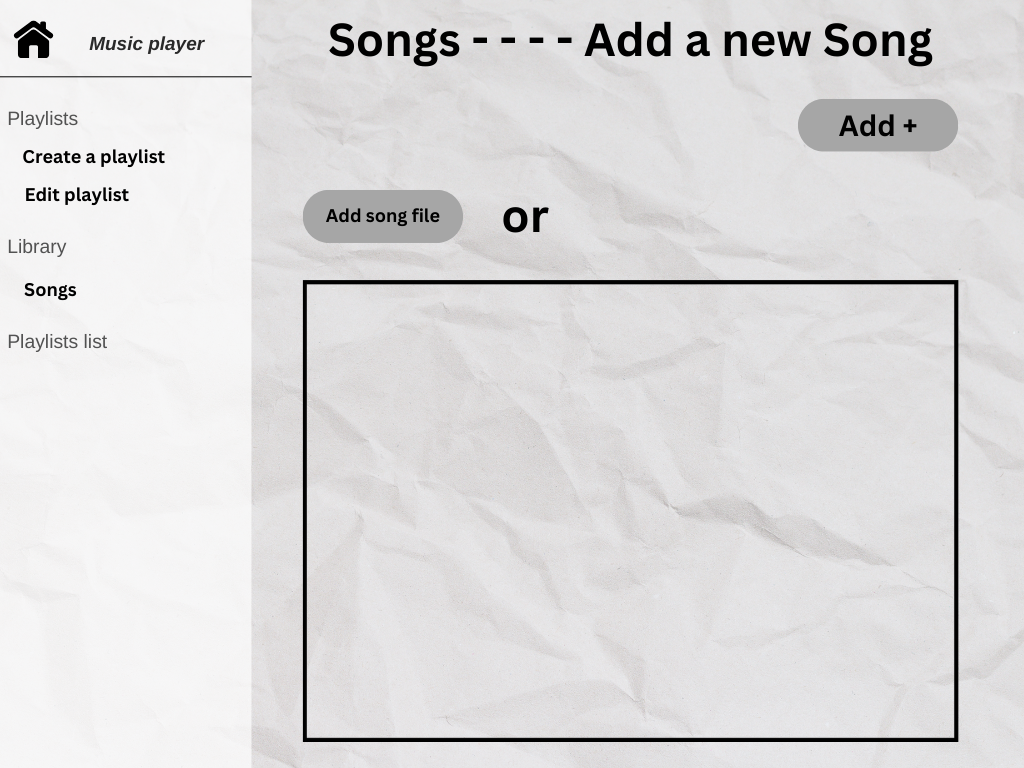 Music player
Playlists
Create a playlist
Edit playlist
Library
Songs
Playlists list
Songs - - - - Add a new Song
Add +
Add song file
or